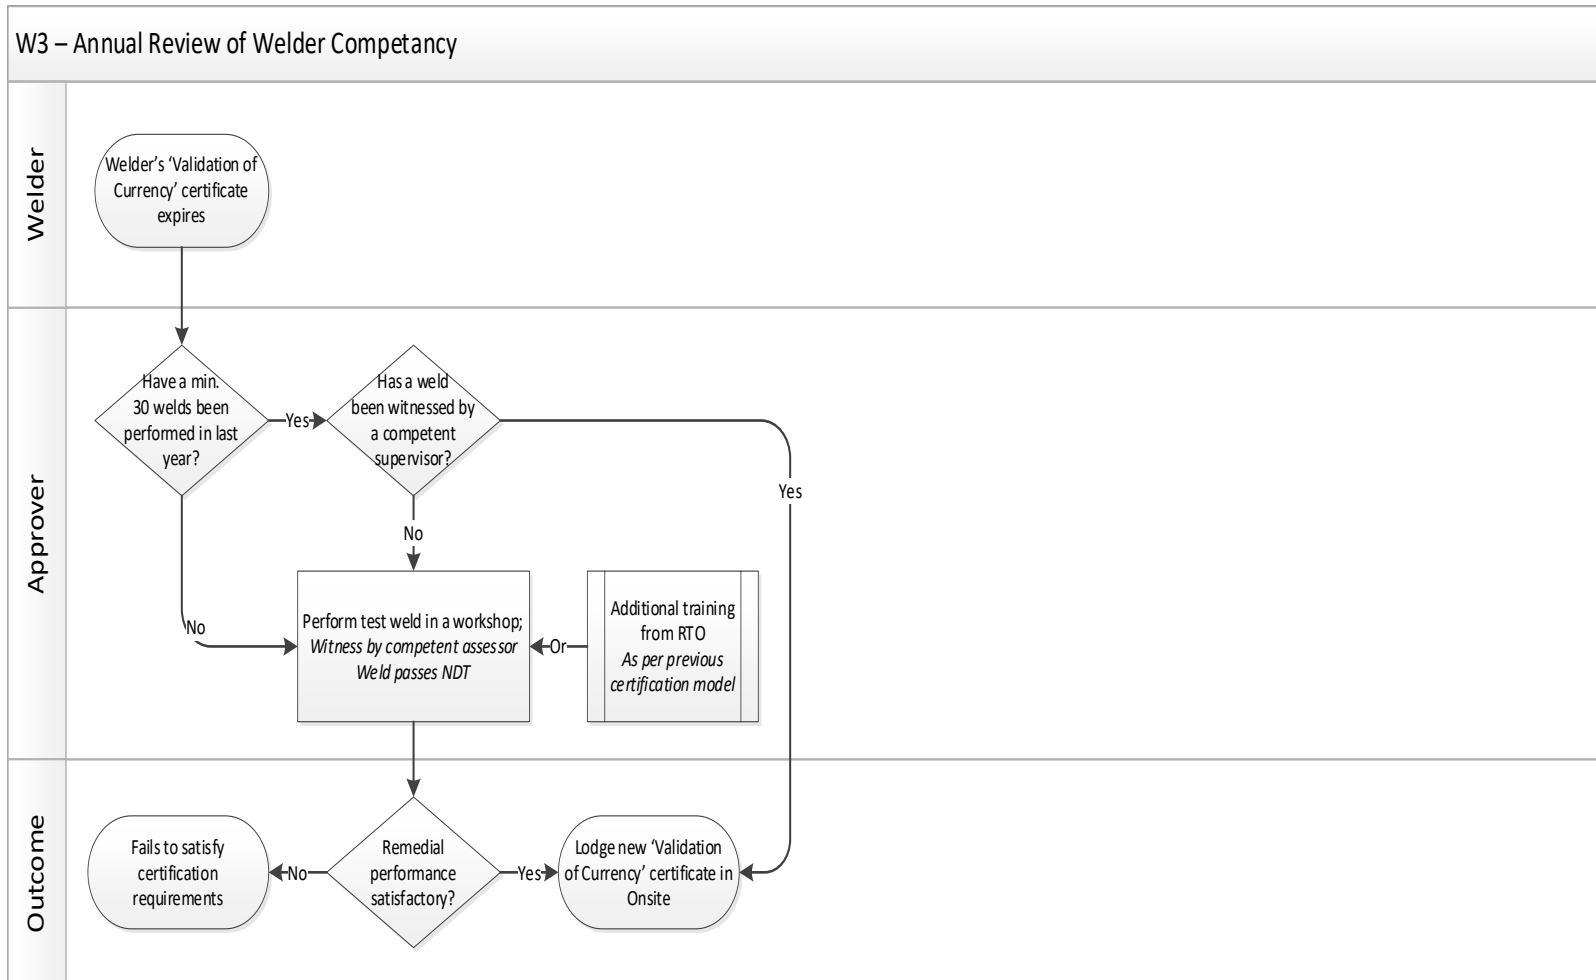 W3 – Annual Review of Welder Competancy
Welder
Welder’s ‘Validation of
Currency’ certificate
expires
Approver
Have a min.
30 welds been
performed in last
year?
Yes
Has a weld
been witnessed by
a competent
supervisor?
Yes
No
No
Perform test weld in a workshop;
Witness by competent assessor
Weld passes NDT
Or
Additional training
from RTO
As per previous
certification model
Outcome
Fails to satisfy
certification
requirements
No
Remedial
performance
satisfactory?
Yes
Lodge new ‘Validation
of Currency’ certificate in
Onsite